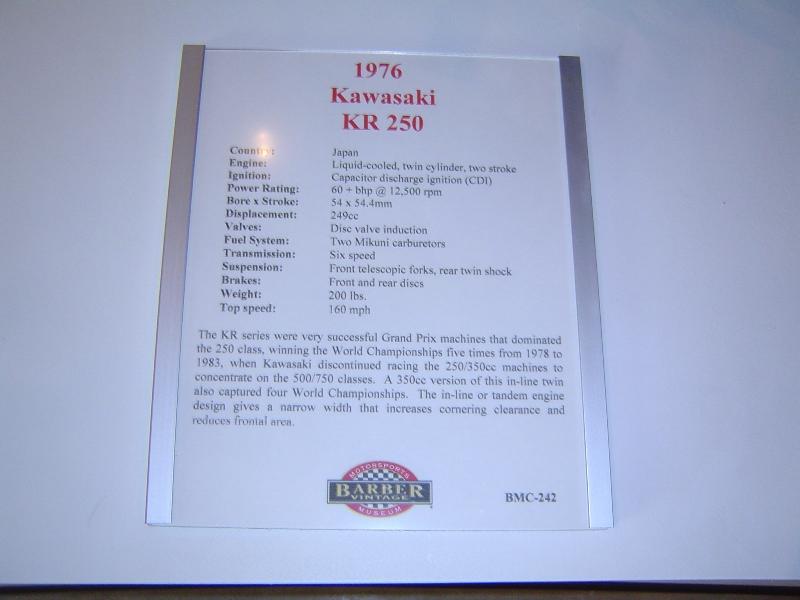 1976
Kawasaki
KR 250
Country: Japan
Engine: Liquid-cooled, twin cylinder, two stroke
Ignition: Capacitor discharge ignition (CDI)
Power Rating: 60 + bhp @ 12,500 rpm
Bore x Stroke: 54 x 54.4mm
Displacement: 249cc
Valves: Disc valve induction
Fuel System: Two Mikuni carburetors
Transmission: Six speed
Suspension: Front telescopic forks, rear twin shock
Brakes: Front and rear discs
Weight: 200 lbs.
Top speed: 160 mph
The KR series were very successful Grand Prix machines that dominated
the 250 class, winning the World Championships five times from 1978 to
1983, when Kawasaki discontinued racing the 250/350cc machines to
concentrate on the 500/750 classes. A 350cc version of this in-line twin
also captured four World Championships. The in-line or tandem engine
design gives a narrow width that increases cornering clearance and
reduces frontal area.
MOTORSPORTS
BARBER
VINTAGE
MUSEUM
BMC-242